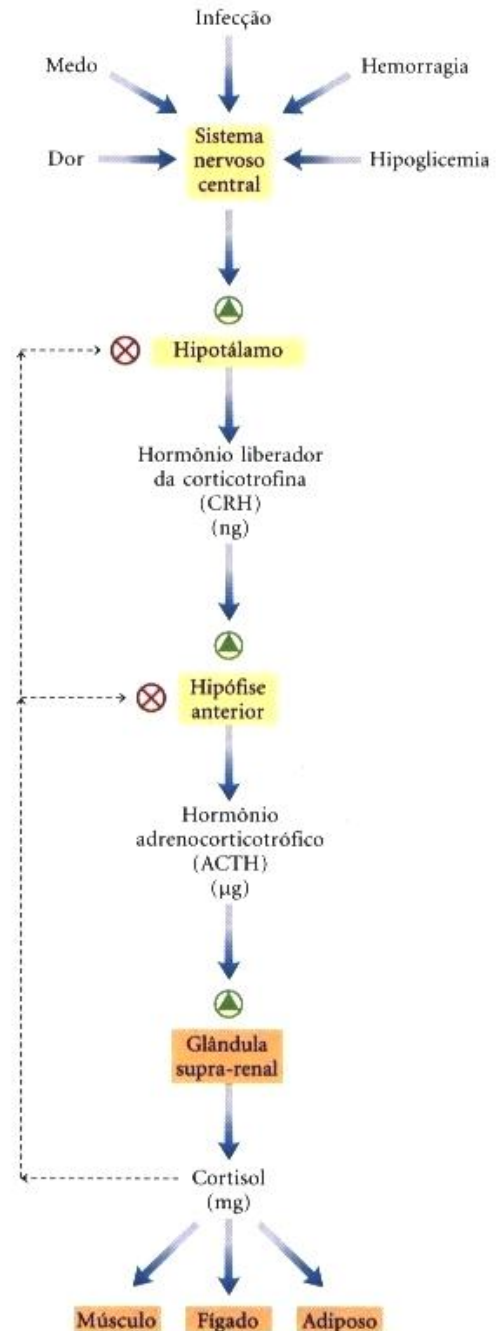 Infecção
Medo
Hemorragia
Dor
Sistema
nervoso
central
Hipoglicemia
Hipotálamo
Hormônio liberador
da corticotrofina
(CRH)
(ng)
Hipófise
anterior
Hormônio
adrenocorticotrófico
(ACTH)
(µg)
Glândula
supra-renal
Cortisol
(mg)
Músculo
Fígado
Adiposo